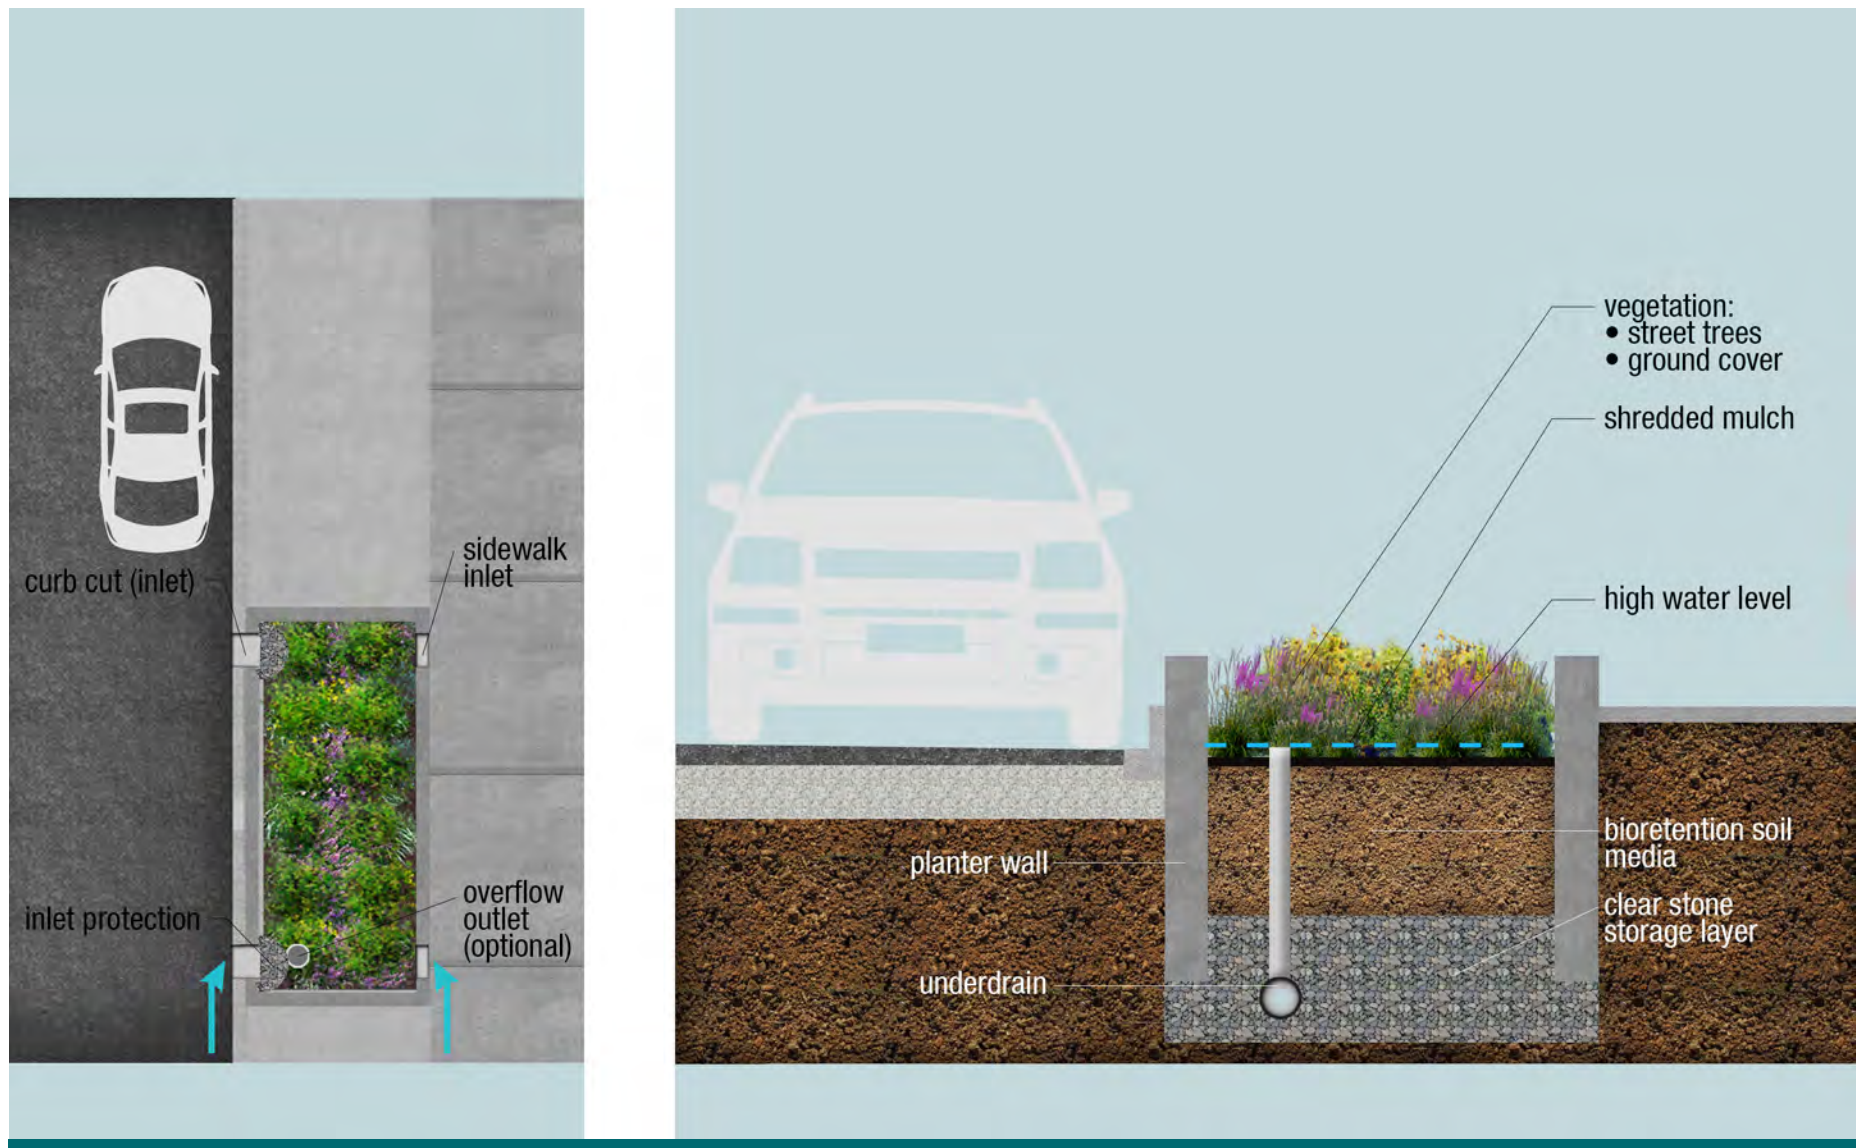 sidewalk
inlet
curb cut (inlet)
overflow
outlet
(optional)
inlet protection
vegetation:
• street trees
• ground cover
shredded mulch
high water level
bioretention soil
media
planter wall
clear stone
storage layer
underdrain